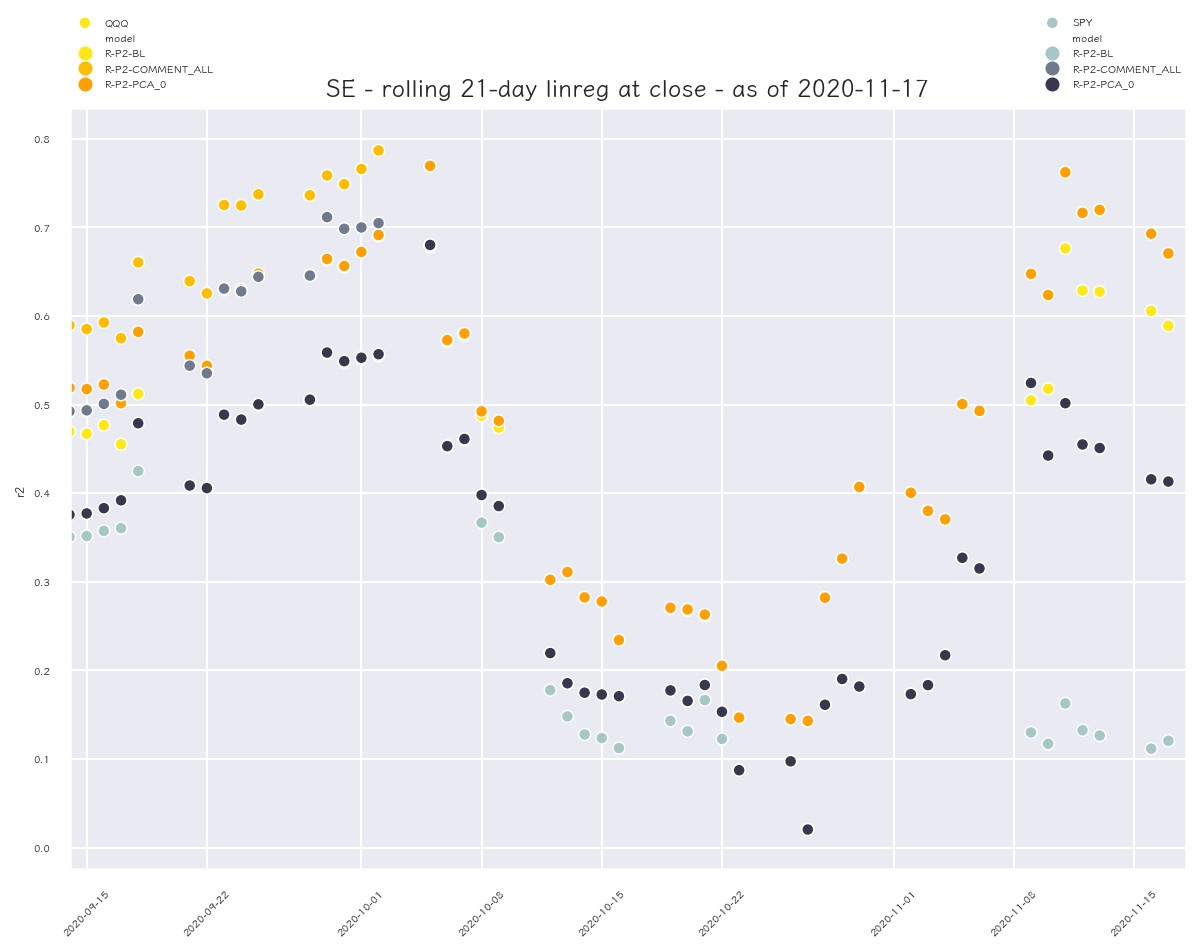 QQQ
model
R-P2-BL
R-P2-COMMENT_ALL
R-P2-PCA_0
SPY
model
R-P2-BL
R-P2-COMMENT_ALL
R-P2-PCA_0
SE - rolling 21-day linreg at close - as of 2020-11-17
0.8
0.7
0.6
0.5
0.4
0.3
0.2
0.1
0.0
r2
2020-09-15
2020-09-22
2020-10-01
2020-10-08
2020-10-15
2020-10-22
2020-11-01
2020-11-08
2020-11-15